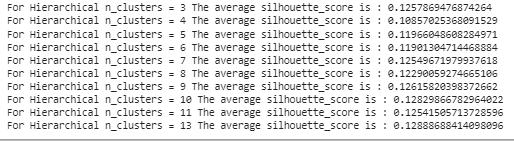 For Hierarchical n_clusters = 3 The average silhouette_score is : 0.1257869476874264
For Hierarchical n_clusters = 4 The average silhouette_score is : 0.10857025368091529
For Hierarchical n_clusters = 5 The average silhouette_score is : 0.11966048608284971
For Hierarchical n_clusters = 6 The average silhouette_score is : 0.11901304714468884
For Hierarchical n_clusters = 7 The average silhouette_score is : 0.12549671979937618
For Hierarchical n_clusters = 8 The average silhouette_score is : 0.12290059274665106
For Hierarchical n_clusters = 9 The average silhouette_score is : 0.12615820398372662
For Hierarchical n_clusters = 10 The average silhouette_score is : 0.12829866782964022
For Hierarchical n_clusters = 11 The average silhouette_score is : 0.12541505713728596
For Hierarchical n_clusters = 13 The average silhouette_score is : 0.12888688414098096